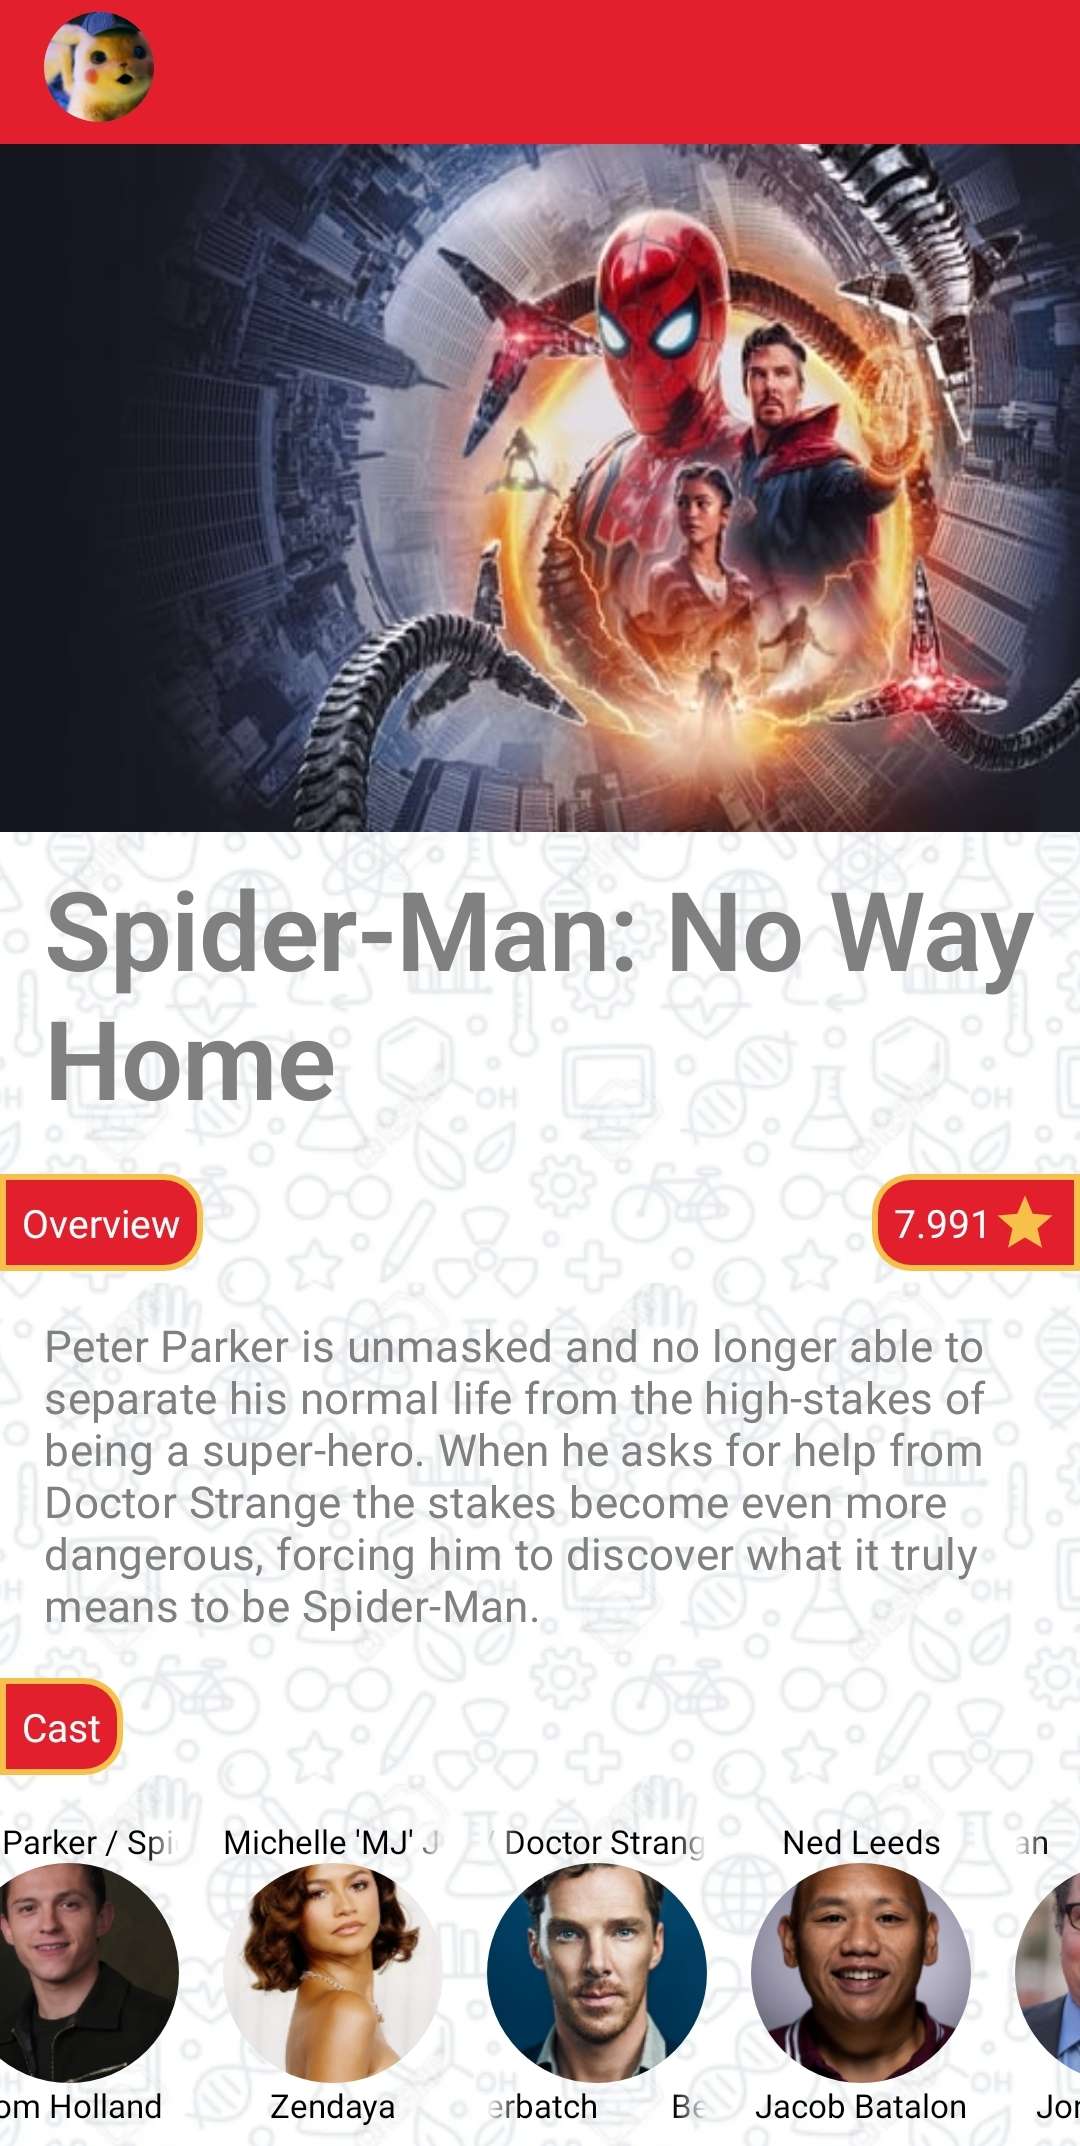 Spider-Man: No Way
Home
Overview
7.991
Peter Parker is unmasked and no longer able to
separate his normal life from the high-stakes of
being a super-hero. When he asks for help from
Doctor Strange the stakes become even more
dangerous, forcing him to discover what it truly
means to be Spider-Man.
Cast
Parker / Spi
Michelle 'MJ' J
/ Doctor Strang
Ned Leeds
an
om Holland
Zendaya
erbatch Be
Jacob Batalon
Jon